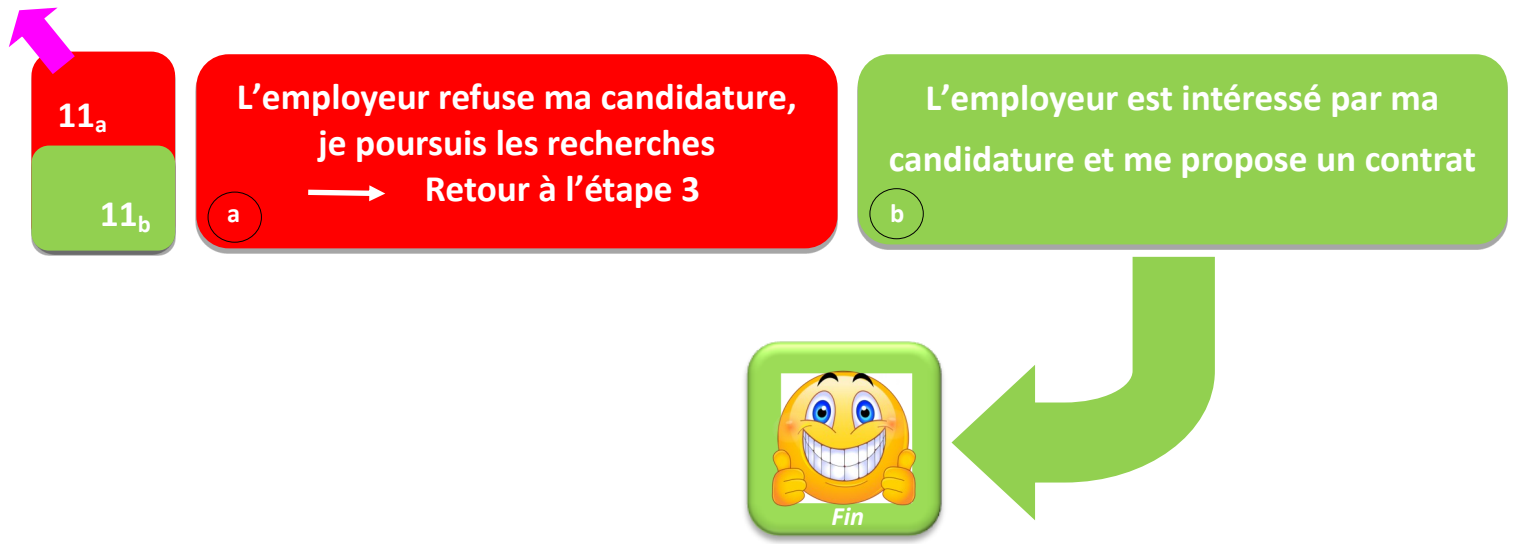 11a
11b
L'employeur refuse ma candidature,
je poursuis les recherches
Retour à l'étape 3
a
L'employeur est intéressé par ma
candidature et me propose un contrat
b
Fin